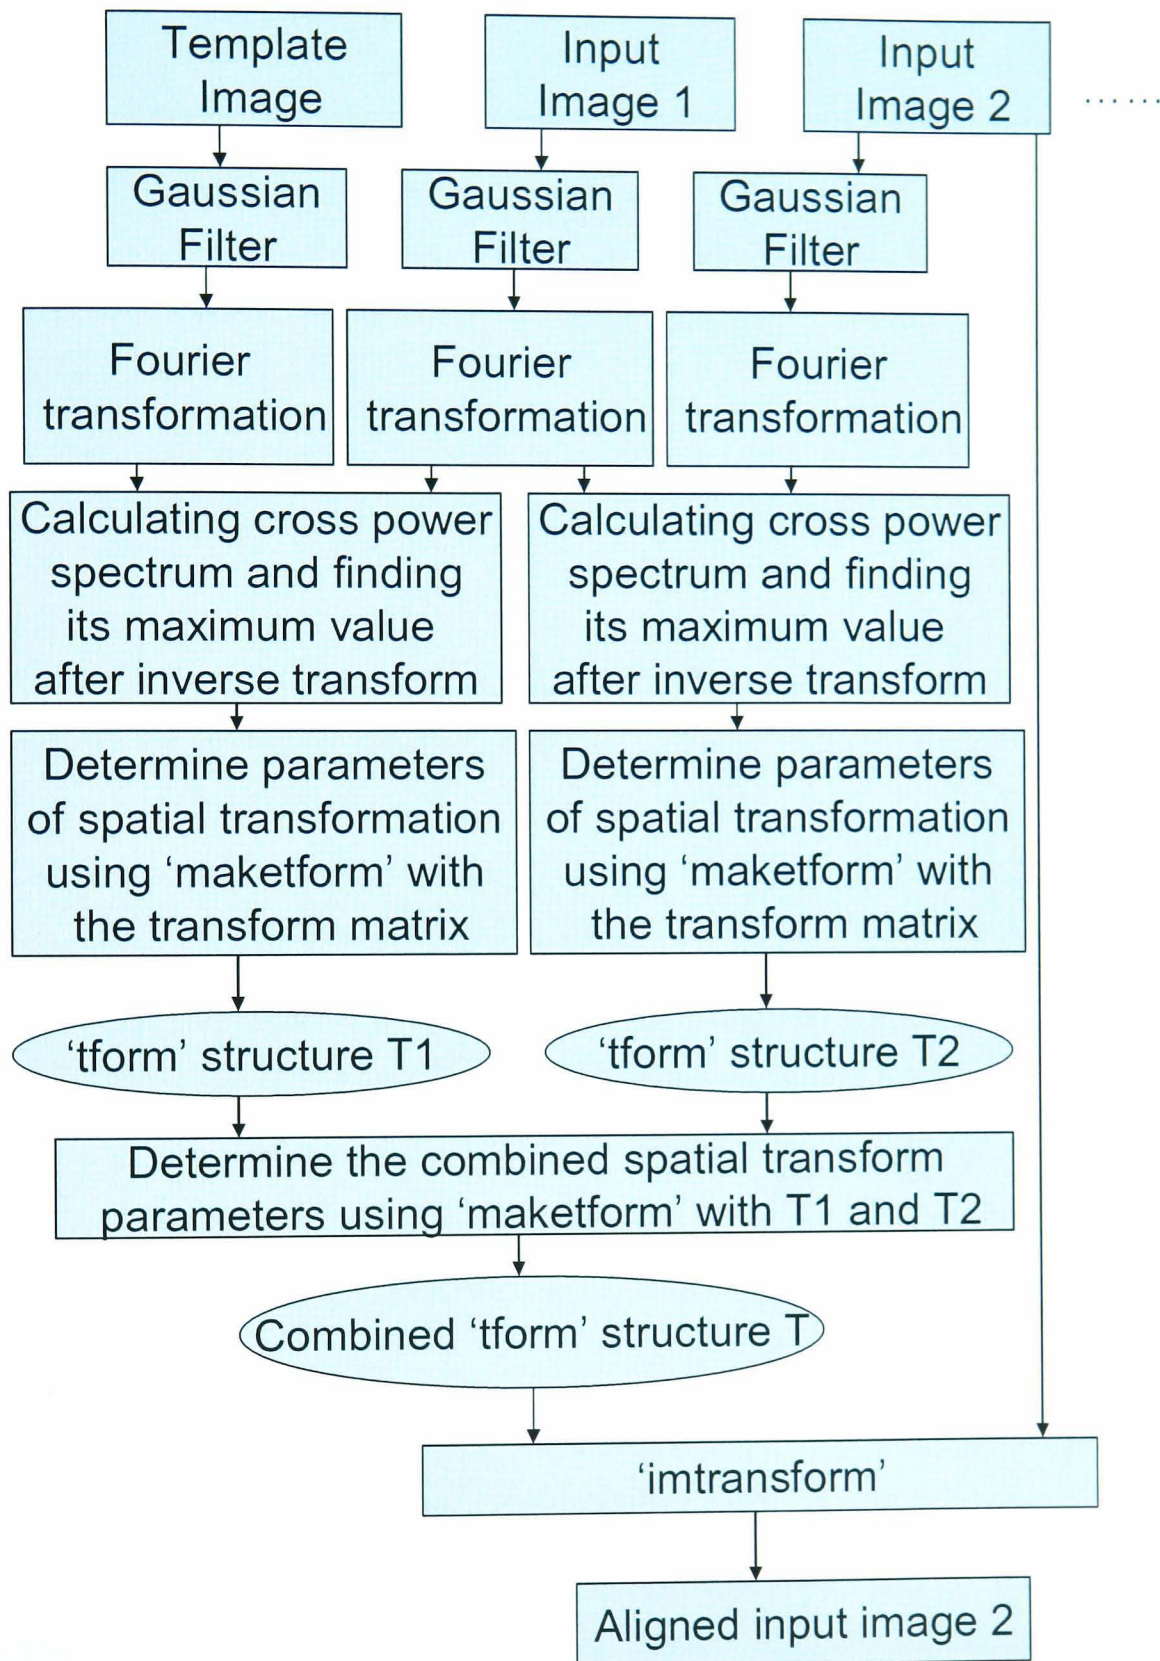 Template
Image
Input
Image 1
Input
Image 2
......
Gaussian
Filter
Gaussian
Filter
Gaussian
Filter
Fourier
transformation
Fourier
transformation
Fourier
transformation
Calculating cross power
spectrum and finding
its maximum value
after inverse transform
Calculating cross power
spectrum and finding
its maximum value
after inverse transform
Determine parameters
of spatial transformation
using ‘maketform’ with
the transform matrix
Determine parameters
of spatial transformation
using ‘maketform’ with
the transform matrix
‘tform’ structure T1
‘tform’ structure T2
Determine the combined spatial transform
parameters using ‘maketform’ with T1 and T2
Combined ‘tform’ structure T
‘imtransform’
Aligned input image 2